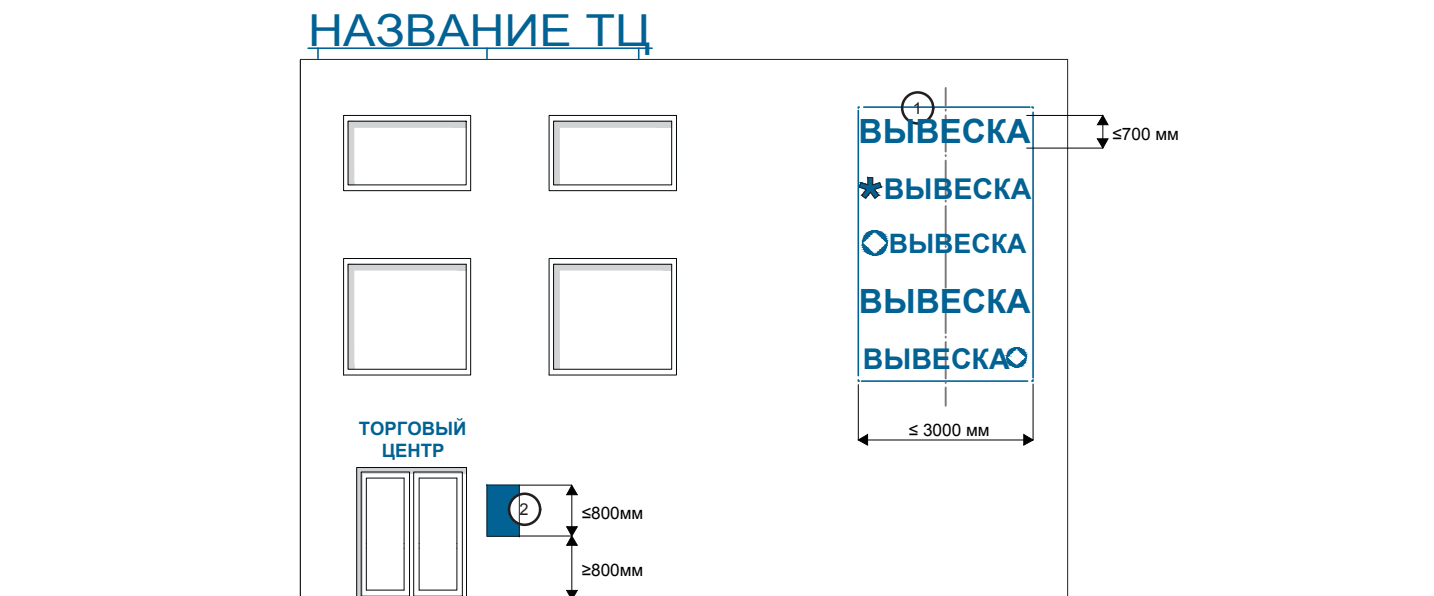 НАЗВАНИЕ ТЦ
1
ВЫВЕСКА
≤700 мм
ВЫВЕСКА
ВЫВЕСКА
ВЫВЕСКА
ВЫВЕСКА
≤ 3000 мм
ТОРГОВЫЙ
ЦЕНТР
2
≤800мм
≥800мм